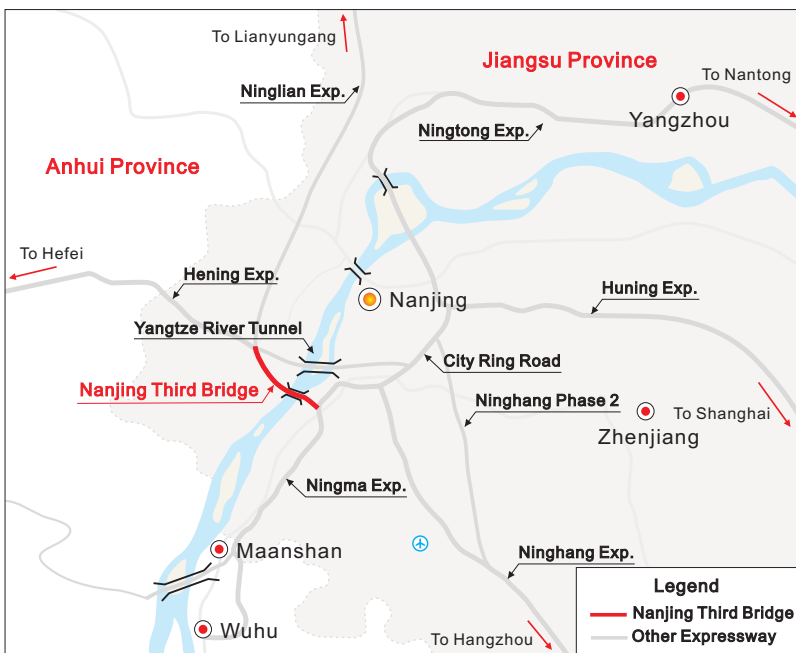 To Lianyungang
Jiangsu Province
To Nantong
Ninglian Exp.
Yangzhou
Ningtong Exp.
Anhui Province
To Hefei
Hening Exp.
Nanjing
Huning Exp.
Yangtze River Tunnel
City Ring Road
Nanjing Third Bridge
Ninghang Phase 2
To Shanghai
Zhenjiang
Ningma Exp.
Maanshan
Ninghang Exp.
Wuhu
To Hangzhou
Legend
Nanjing Third Bridge
Other Expressway